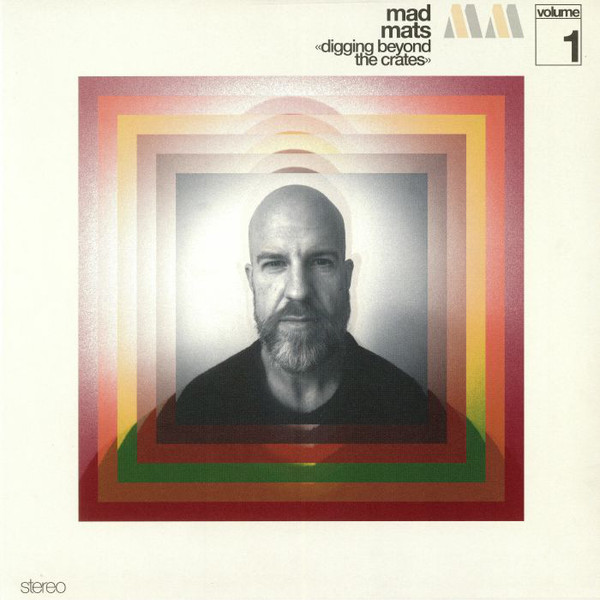 mad
mats
«digging beyond
the crates»
MM
volume
1
stereo